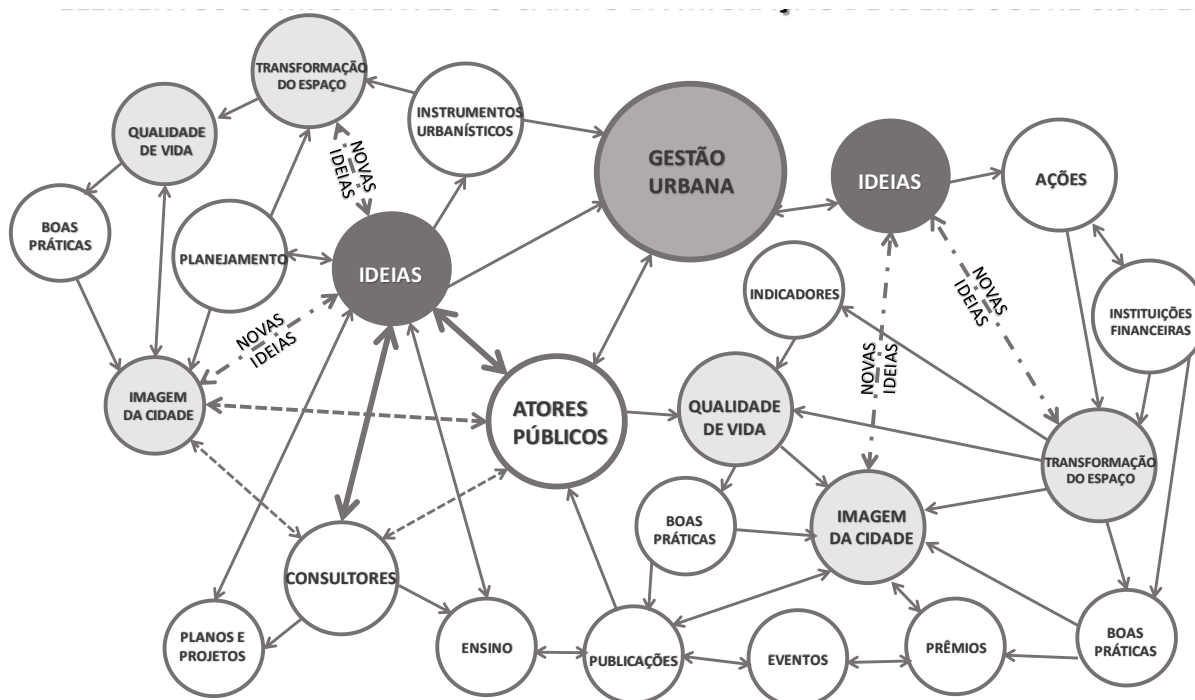 TRANSFORMAÇÃO
DO ESPAÇO
QUALIDADE
DE VIDA
INSTRUMENTOS
URBANÍSTICOS
GESTÃO
URBANA
IDEIAS
AÇÕES
NOVAS
IDEIAS
BOAS
PRÁTICAS
PLANEJAMENTO
IDEIAS
INDICADORES
NOVAS
IDEIAS
INSTITUIÇÕES
FINANCEIRAS
NOVAS
IDEIAS
NOVAS
IDEIAS
IMAGEM
DA CIDADE
ATORES
PÚBLICOS
QUALIDADE
DE VIDA
TRANSFORMAÇÃO
DO ESPAÇO
BOAS
PRÁTICAS
IMAGEM
DA CIDADE
CONSULTORES
PLANOS E
PROJETOS
ENSINO
PUBLICAÇÕES
EVENTOS
PRÊMIOS
BOAS
PRÁTICAS